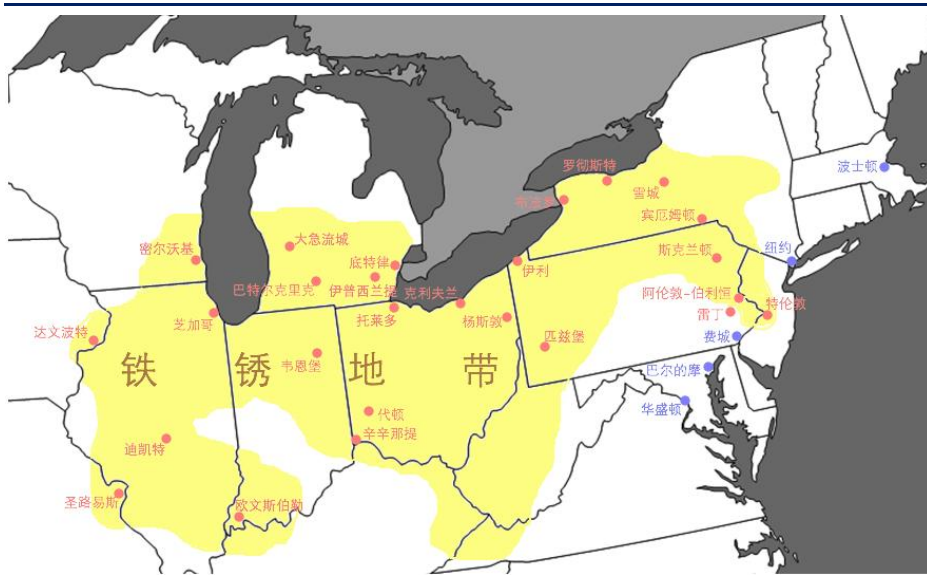 罗彻斯特
波士顿
雪城
布法罗
宾厄姆顿
大急流城
纽约
密尔沃基
斯克兰顿
底特律
伊利
巴特尔克里克
伊普西兰提
克利夫兰
阿伦敦-伯利恒
特伦敦
芝加哥
托莱多
杨斯敦
雷丁
达文波特
费城
匹兹堡
韦恩堡
铁锈地带
巴尔的摩
华盛顿
代顿
辛辛那提
迪凯特
圣路易斯
欧文斯伯勒